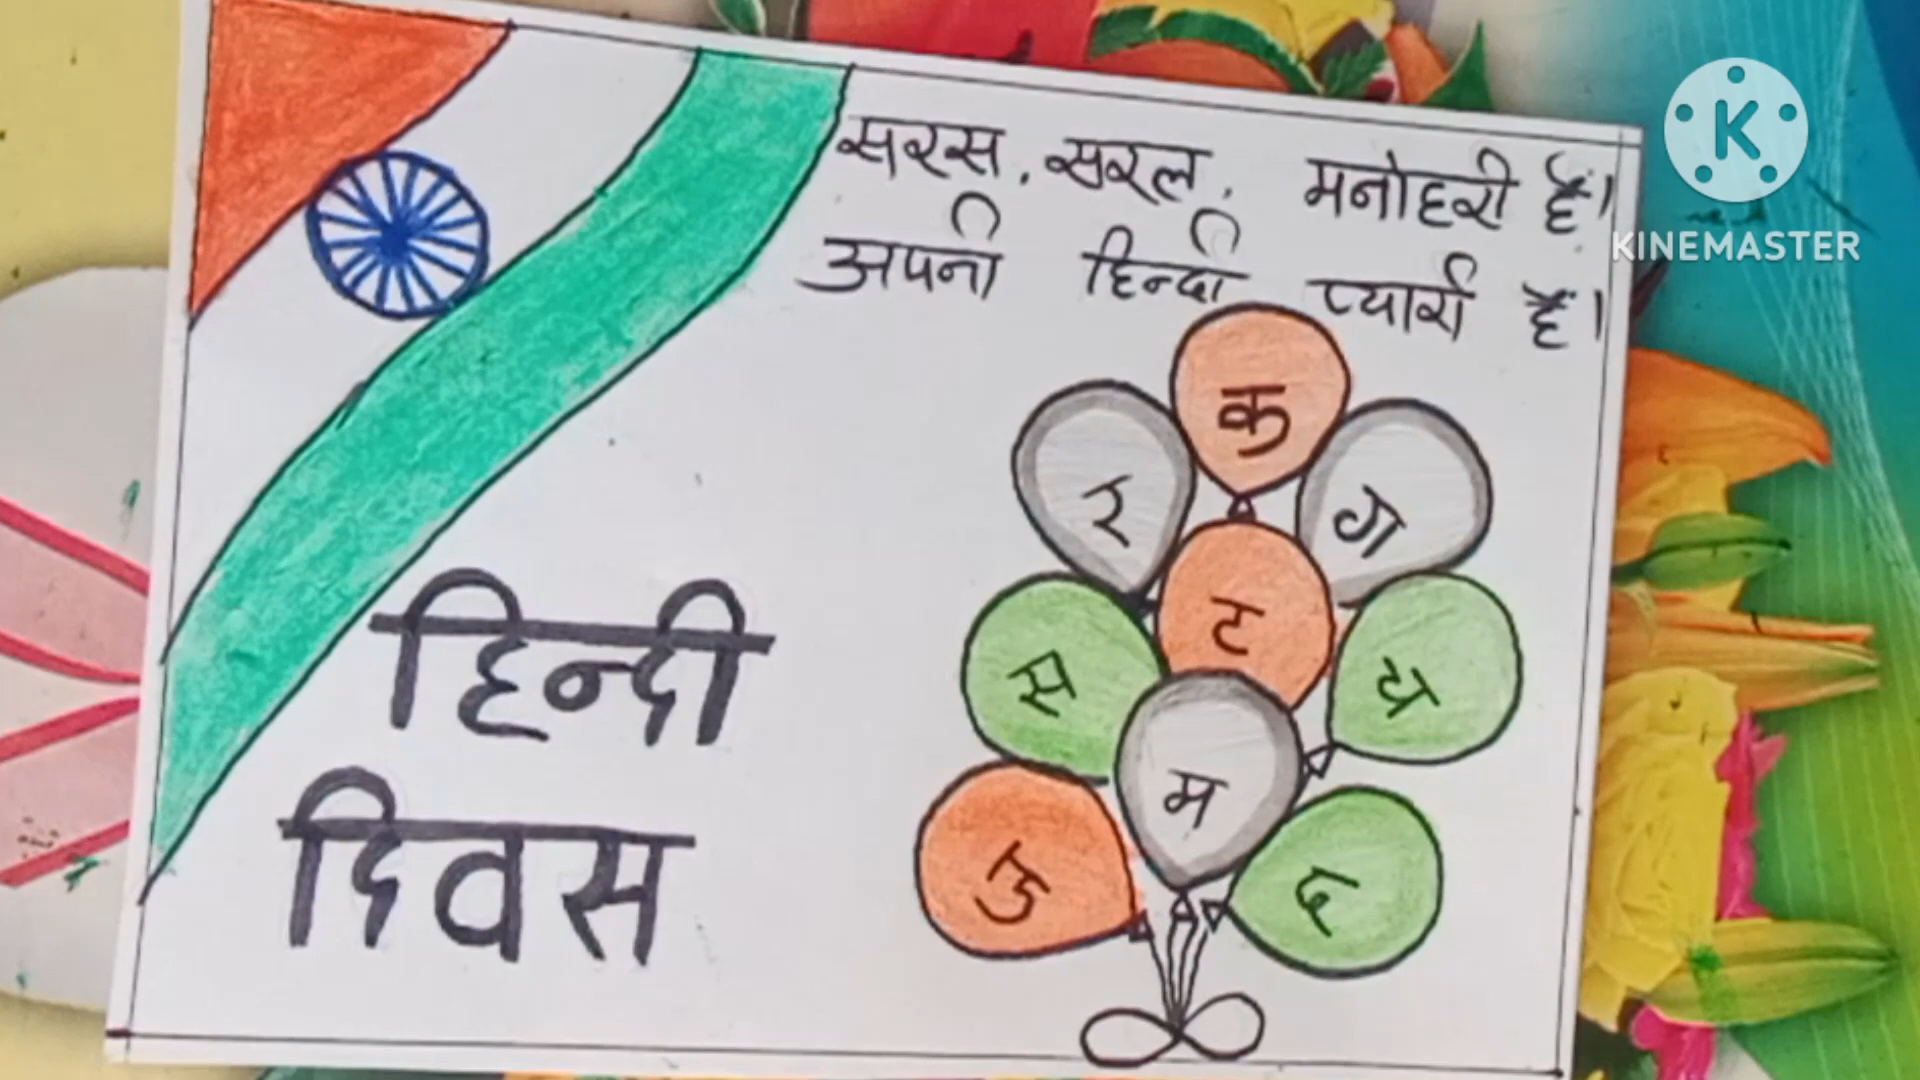 सरस, सरल, मनोहरी है।
अपनी हिन्दी प्यारी है।
KINEMASTER
क
र
ग
ट
स
य
म
ड
द
हिन्दी
दिवस